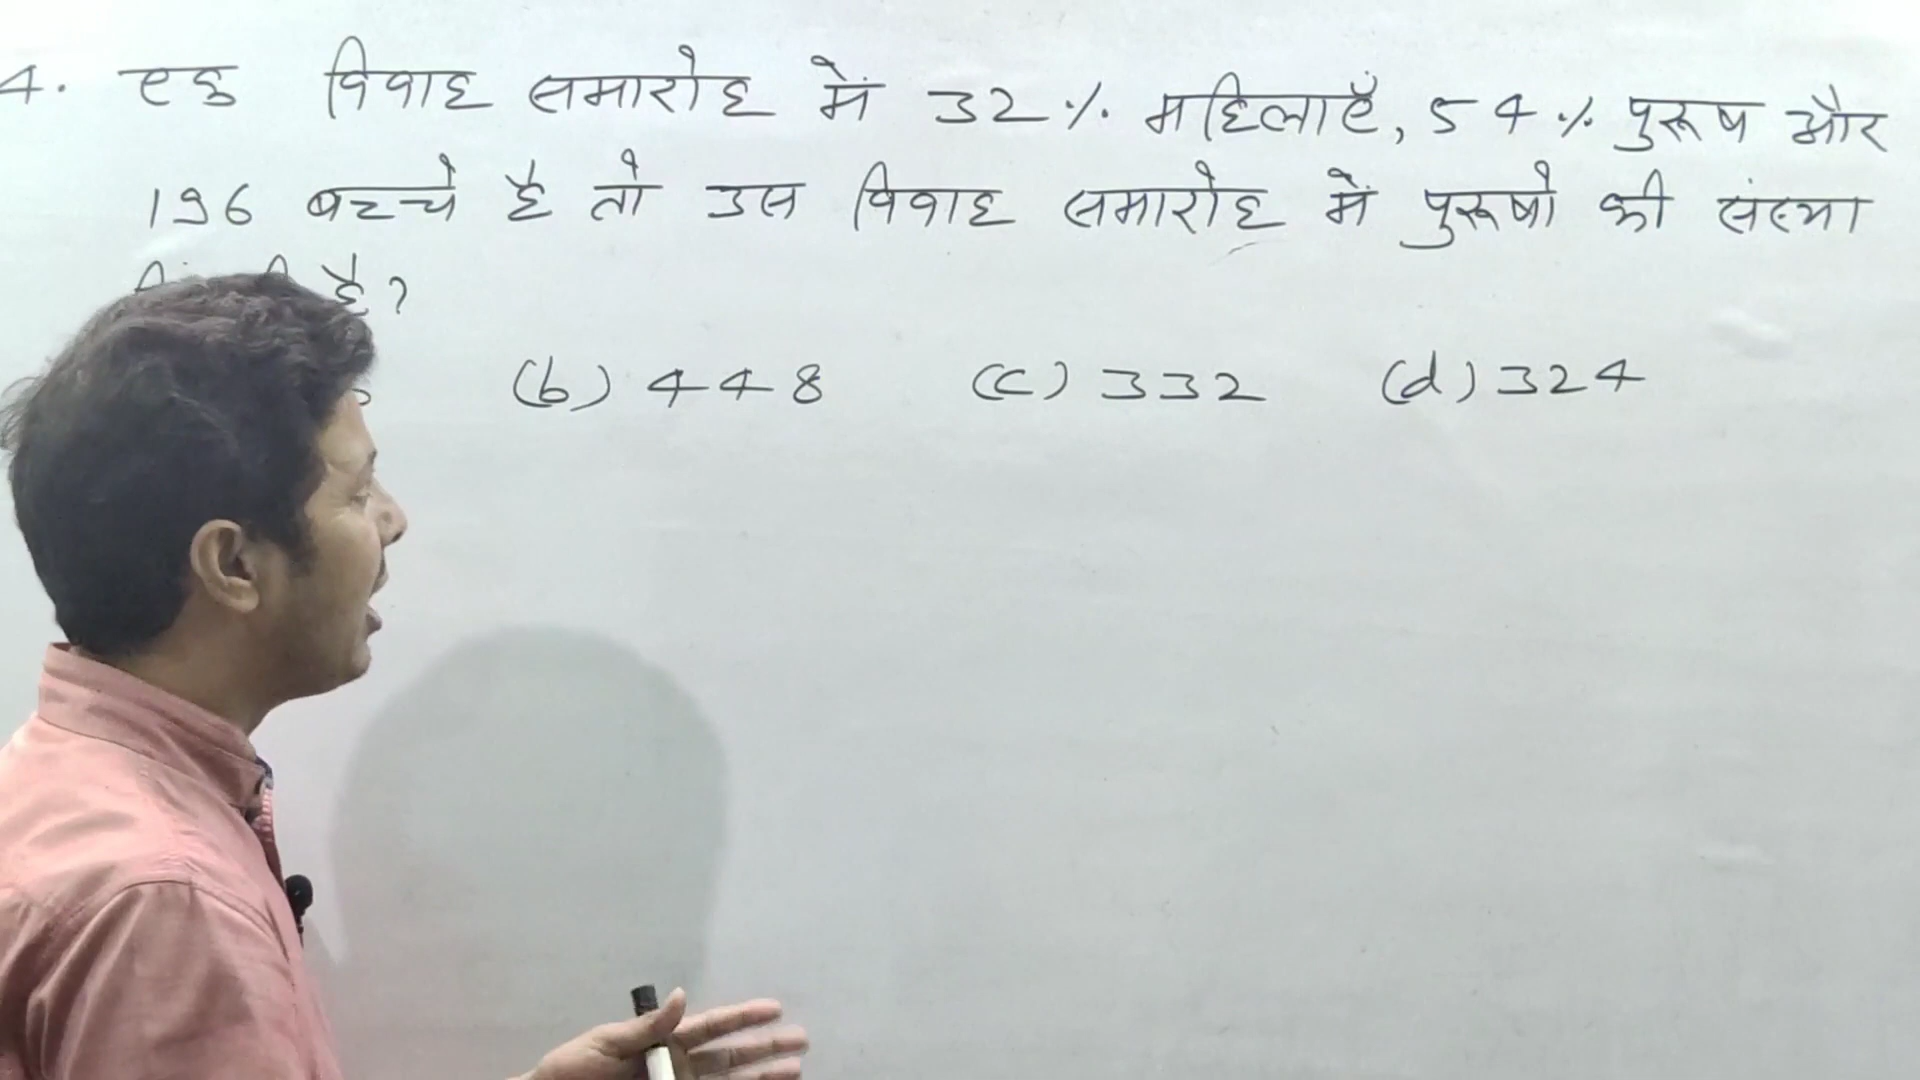 4. एक विवाह समारोह में 32% महिलाएँ, 54% पुरूष और
196 बच्चे है तो उस विवाह समारोह में पुरूषो की संख्या
है?
(b) 448 (c) 332 (d) 324